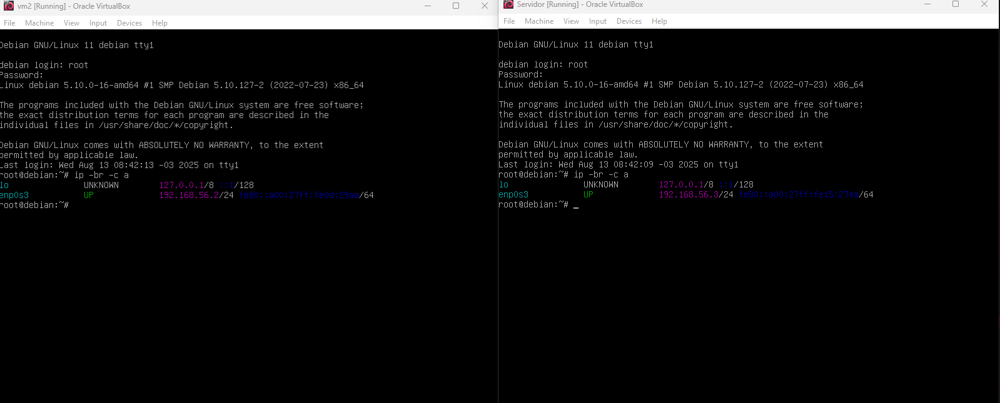 vm2 [Running] - Oracle VirtualBox
File Machine View Input Devices Help
Debian GNU/Linux 11 debian tty1
debian login: root
Password:
Linux debian 5.10.0-16-amd64 #1 SMP Debian 5.10.127-2 (2022-07-23) x86_64
The programs included with the Debian GNU/Linux system are free software;
the exact distribution terms for each program are described in the
individual files in /usr/share/doc/*/copyright.
Debian GNU/Linux comes with ABSOLUTELY NO WARRANTY, to the extent
permitted by applicable law.
Last login: Wed Aug 13 08:42:13 -03 2025 on tty1
root@debian:~# ip -br -c a
lo UNKNOWN 127.0.0.1/8 ::1/128
enp0s3 UP 192.168.56.2/24 fe80::a00:27ff:fe0d:29aa/64
root@debian:~#
Servidor [Running] - Oracle VirtualBox
File Machine View Input Devices Help
Debian GNU/Linux 11 debian tty1
debian login: root
Password:
Linux debian 5.10.0-16-amd64 #1 SMP Debian 5.10.127-2 (2022-07-23) x86_64
The programs included with the Debian GNU/Linux system are free software;
the exact distribution terms for each program are described in the
individual files in /usr/share/doc/*/copyright.
Debian GNU/Linux comes with ABSOLUTELY NO WARRANTY, to the extent
permitted by applicable law.
Last login: Wed Aug 13 08:42:09 -03 2025 on tty1
root@debian:~# ip -br -c a
lo UNKNOWN 127.0.0.1/8 ::1/128
enp0s3 UP 192.168.56.3/24 fe80::a00:27ff:fe15:374a/64
root@debian:~# _